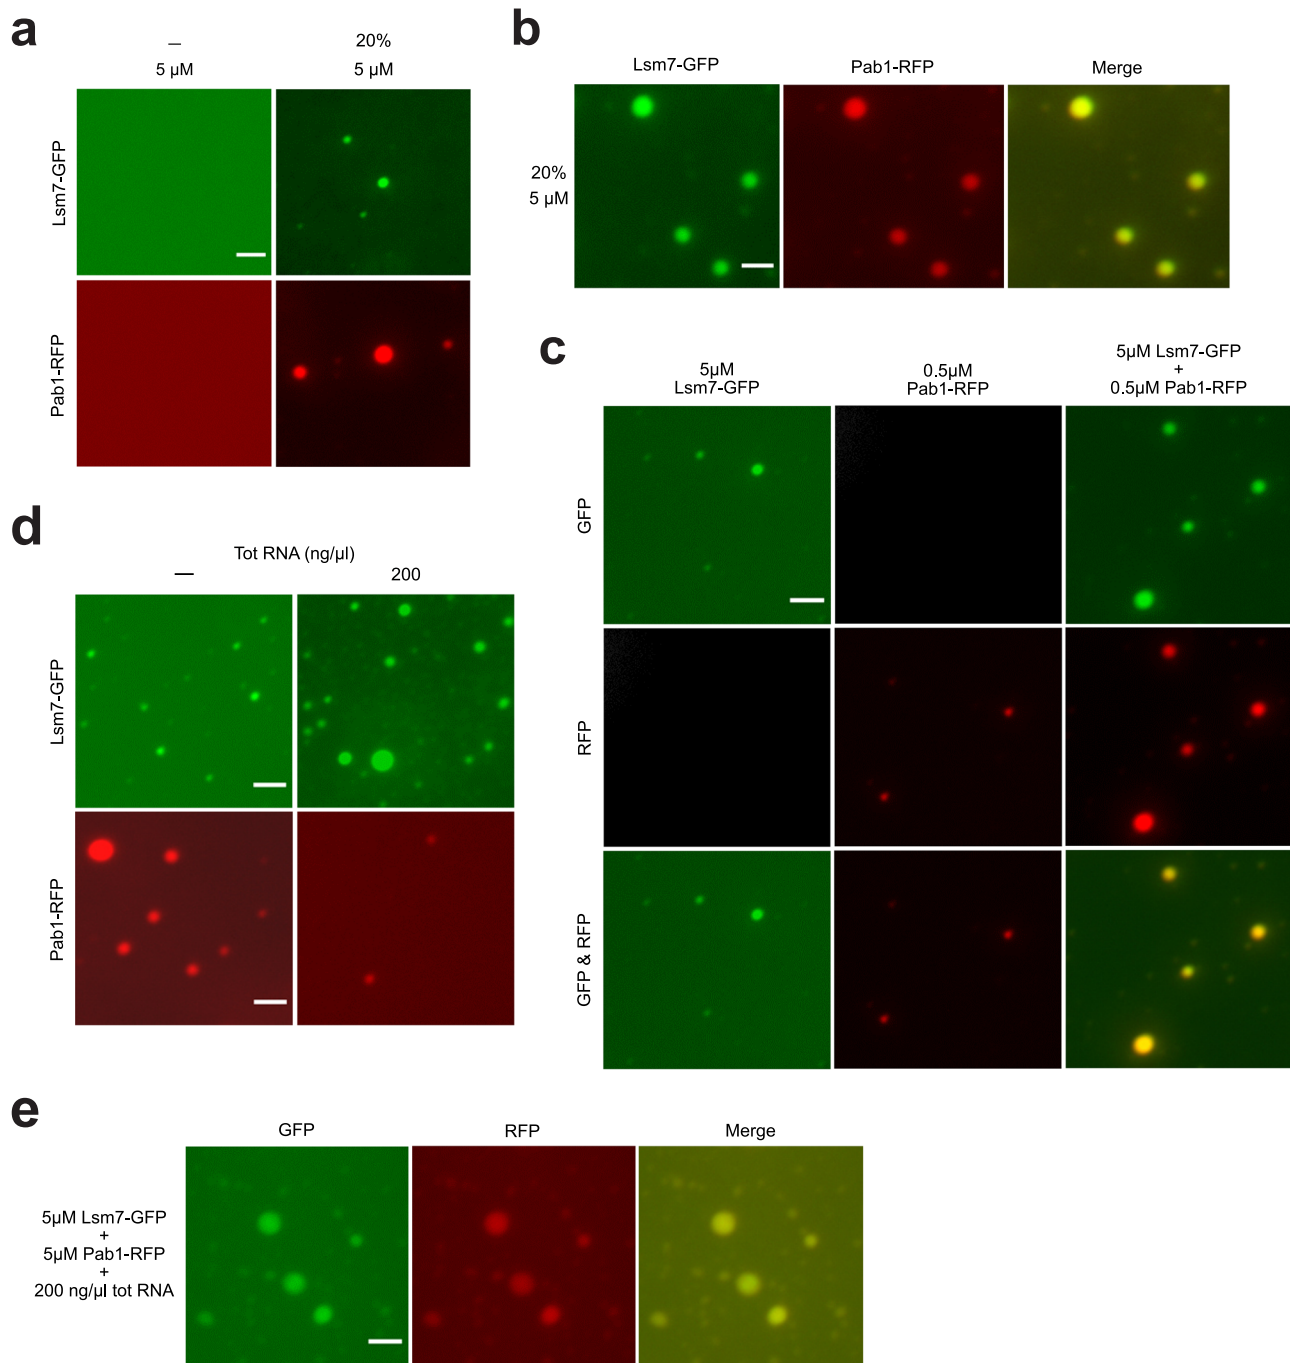 a
— 20%
5 µM 5 µM
Lsm7-GFP
Pab1-RFP
b
Lsm7-GFP Pab1-RFP Merge
20%
5 µM
c
5µM
Lsm7-GFP
0.5µM
Pab1-RFP
5µM Lsm7-GFP
+
0.5µM Pab1-RFP
GFP
RFP
GFP & RFP
d
Tot RNA (ng/µl)
— 200
Lsm7-GFP
Pab1-RFP
e
GFP RFP Merge
5µM Lsm7-GFP
+
5µM Pab1-RFP
+
200 ng/µl tot RNA